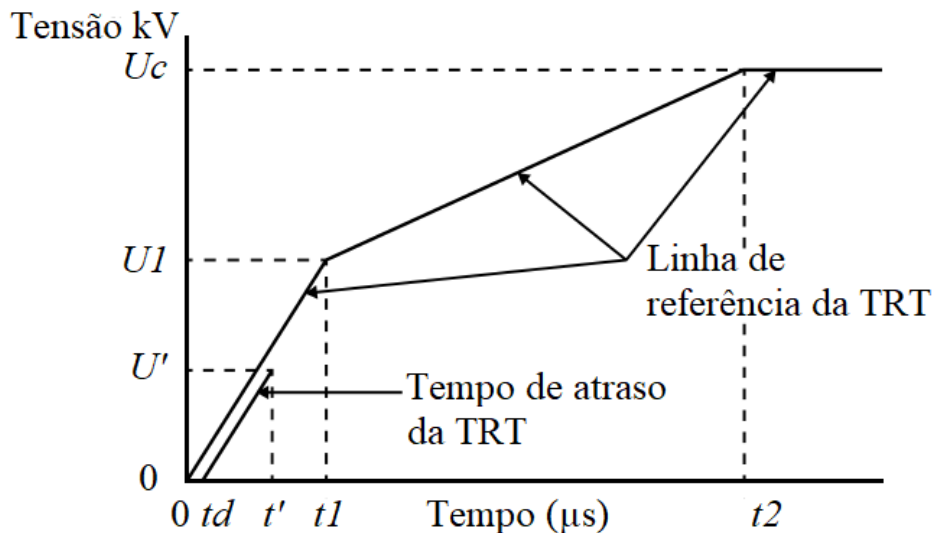 Tensão kV
Uc
U1
Linha de
referência da TRT
U'
Tempo de atraso
da TRT
0
0 td t' t1 Tempo (µs) t2